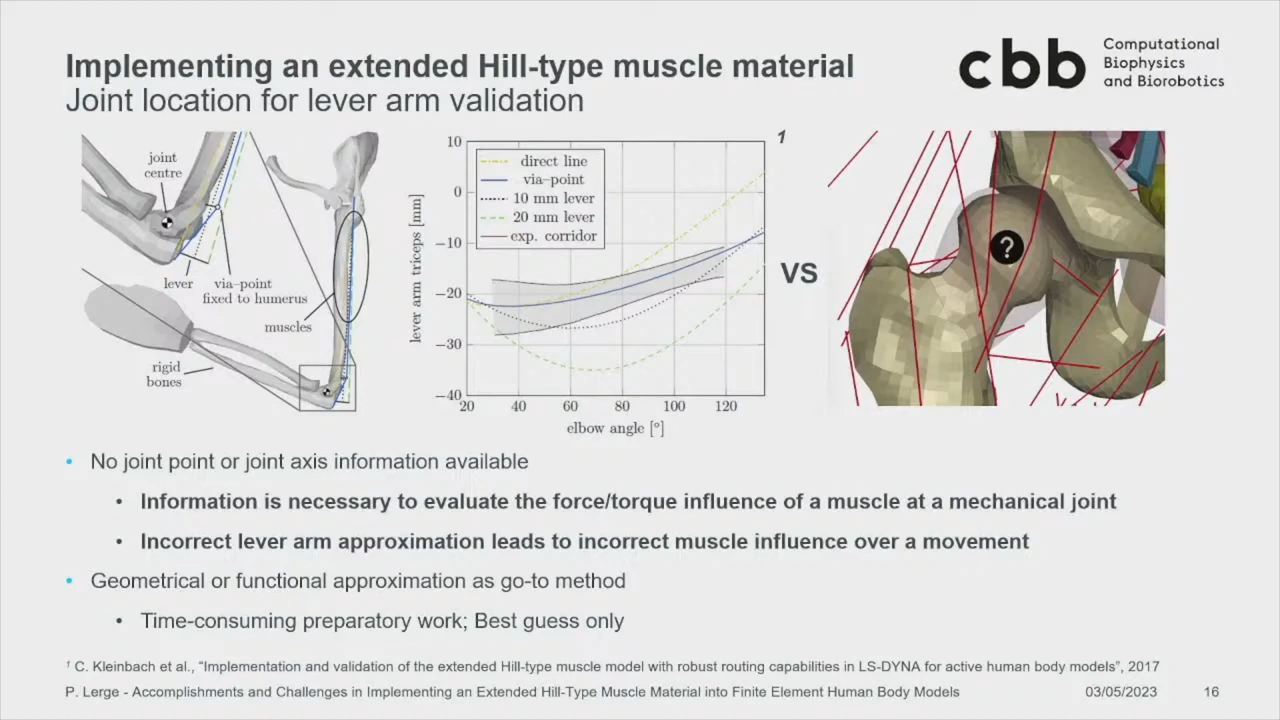 Implementing an extended Hill-type muscle material
Joint location for lever arm validation
cbb
Computational
Biophysics
and Biorobotics
joint
centre
lever
via–point
fixed to humerus
muscles
rigid
bones
lever arm triceps [mm]
10
0
−10
−20
−30
−40
direct line
via–point
10 mm lever
20 mm lever
exp. corridor
20
40
60
80
100
120
elbow angle [°]
1
VS
?
• No joint point or joint axis information available
• Information is necessary to evaluate the force/torque influence of a muscle at a mechanical joint
• Incorrect lever arm approximation leads to incorrect muscle influence over a movement
• Geometrical or functional approximation as go-to method
• Time-consuming preparatory work; Best guess only
1 C. Kleinbach et al., “Implementation and validation of the extended Hill-type muscle model with robust routing capabilities in LS-DYNA for active human body models”, 2017
P. Lerge - Accomplishments and Challenges in Implementing an Extended Hill-Type Muscle Material into Finite Element Human Body Models
03/05/2023
16